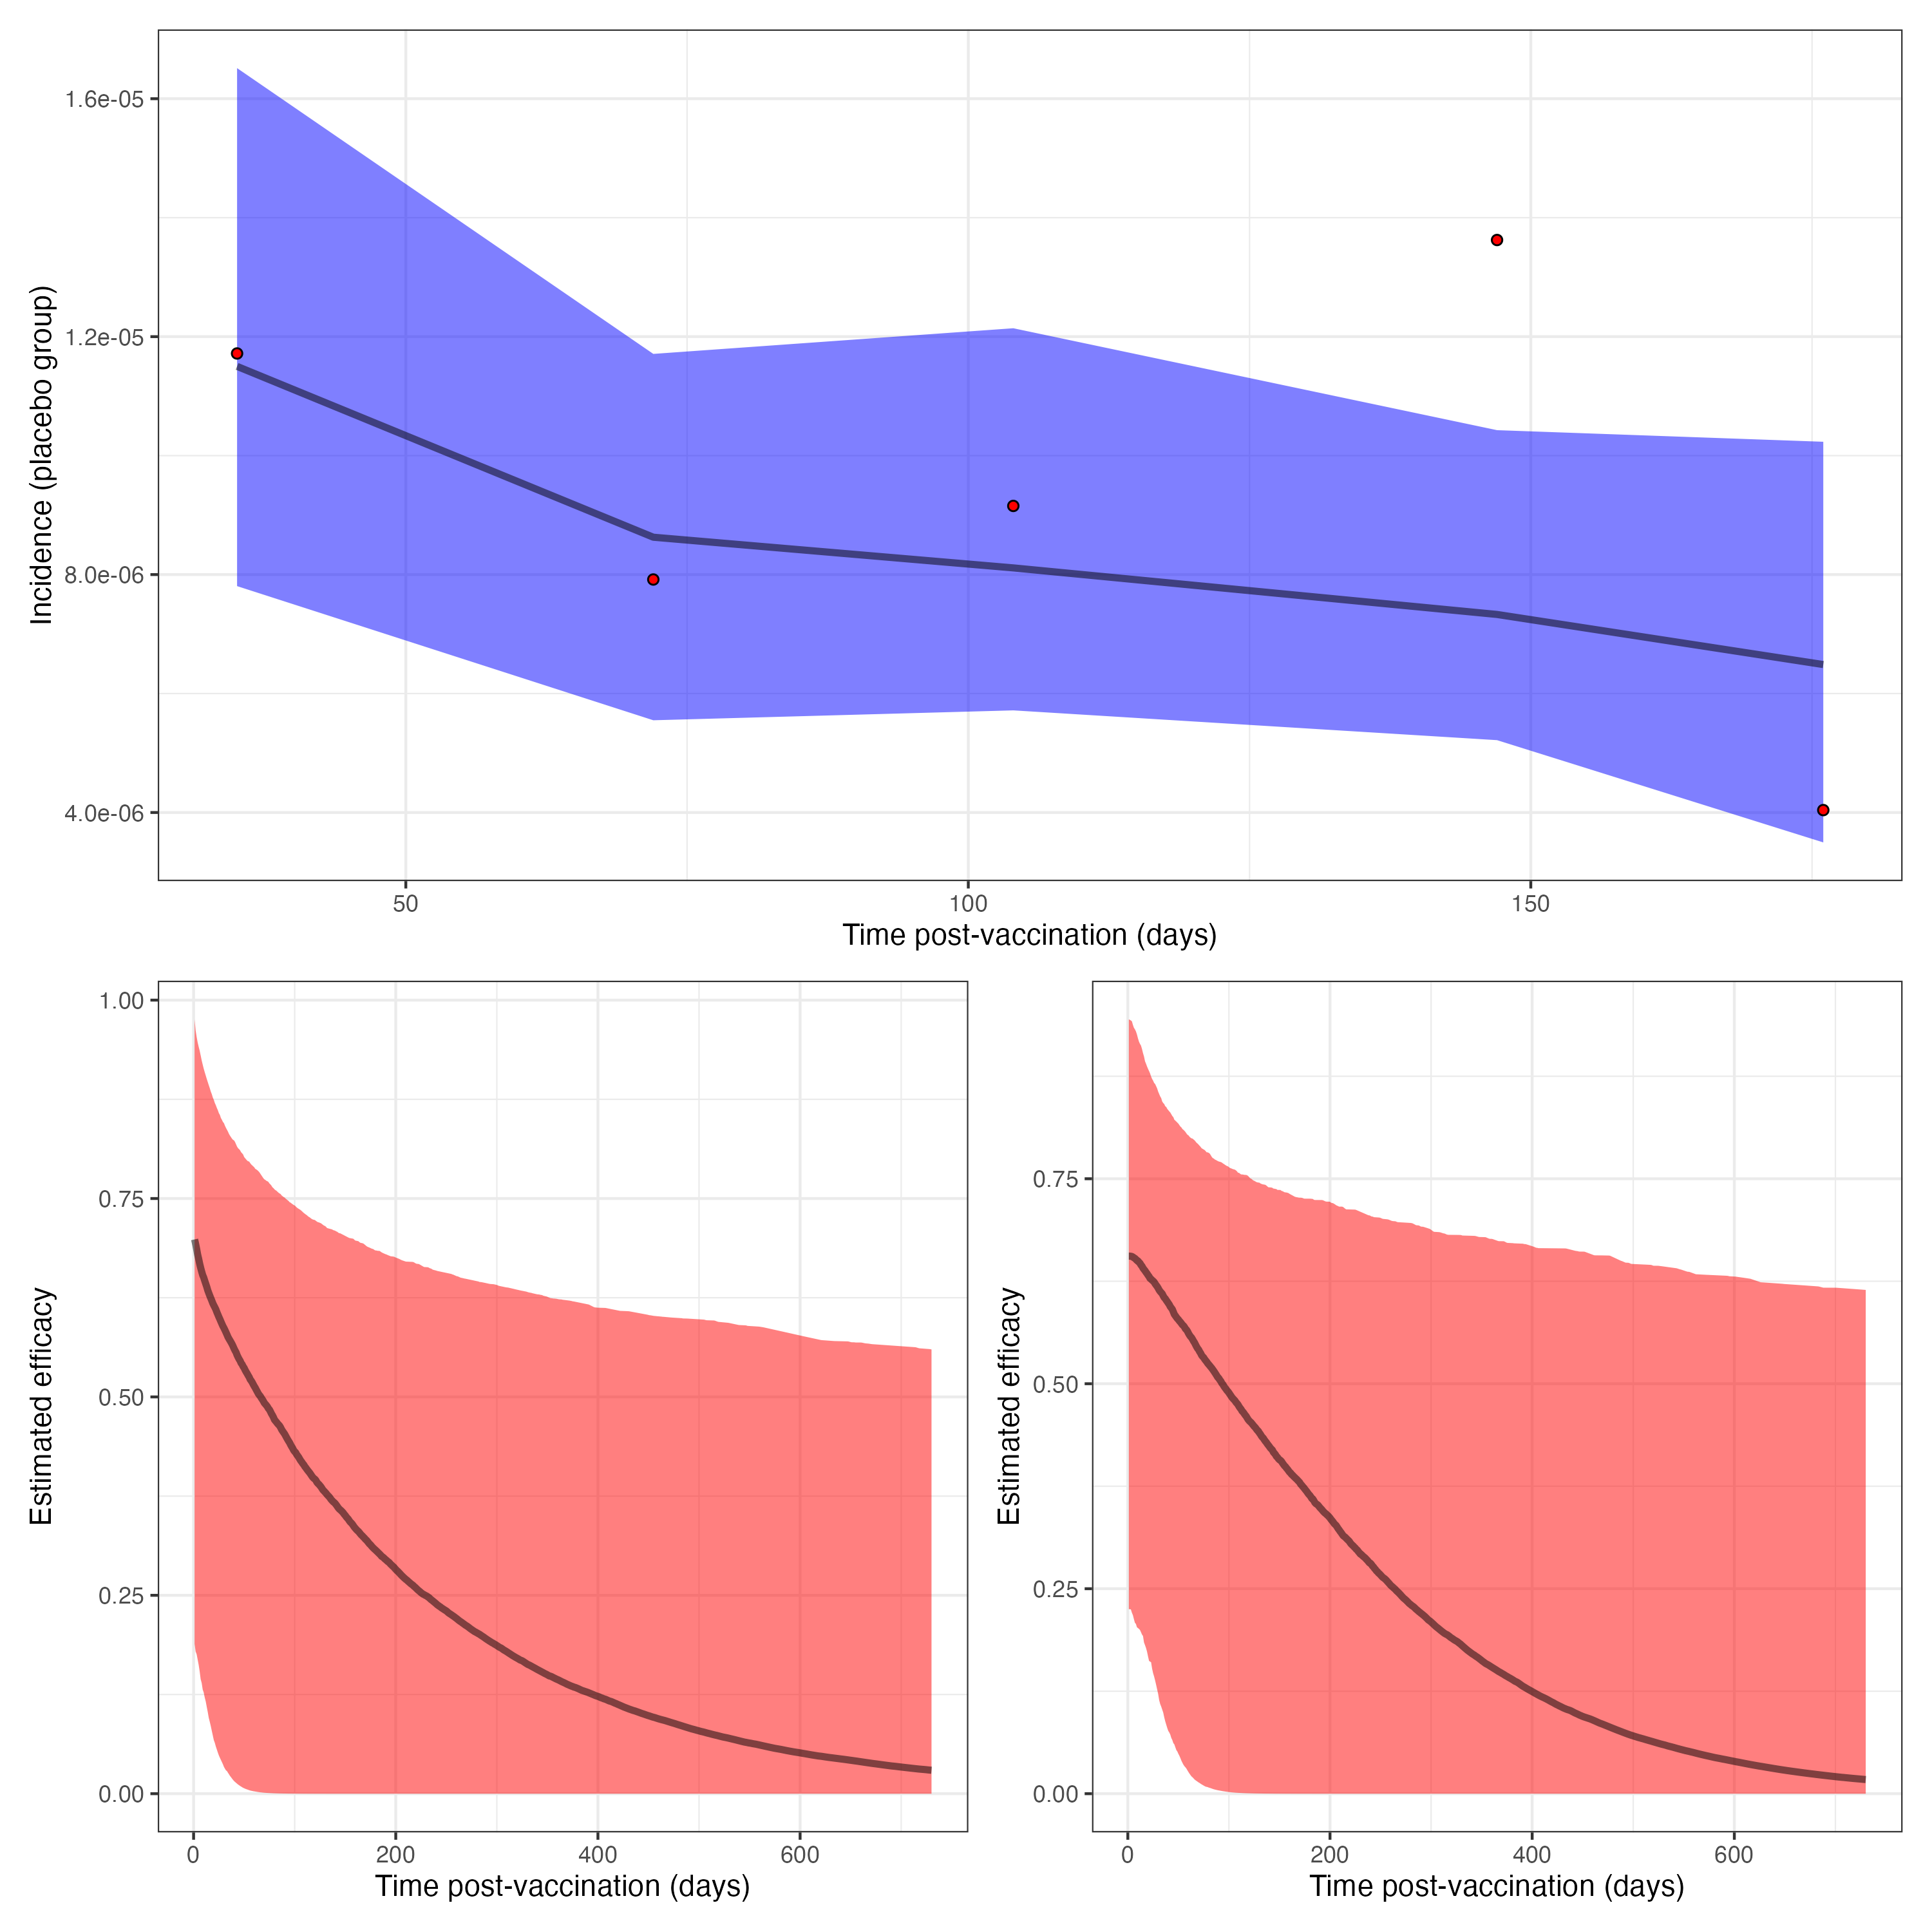 Incidence (placebo group)
1.6e-05
1.2e-05
8.0e-06
4.0e-06
50 100 150
Time post-vaccination (days)
Estimated efficacy
1.00
0.75
0.50
0.25
0.00
0 200 400 600
Time post-vaccination (days)
Estimated efficacy
0.75
0.50
0.25
0.00
0 200 400 600
Time post-vaccination (days)